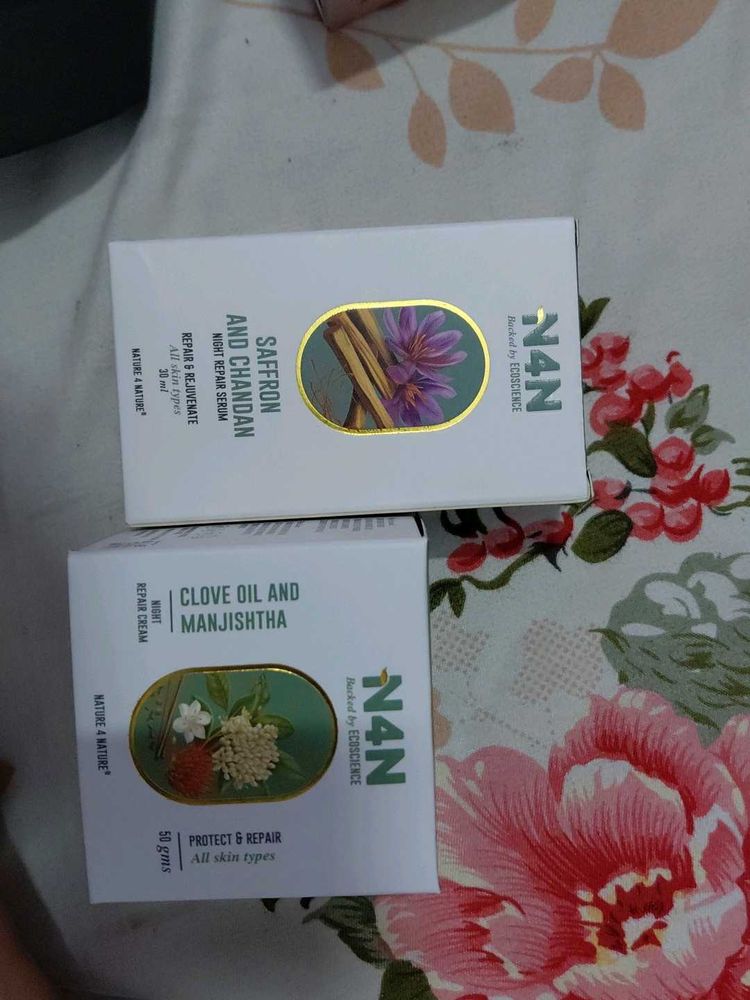 N4N
Backed by ECOSCIENCE
SAFFRON
AND CHANDAN
NIGHT REPAIR SERUM
REPAIR & REJUVENATE
All skin types
30 ml
NATURE 4 NATURE®
N4N
Backed by ECOSCIENCE
CLOVE OIL AND
MANJISHTHA
NIGHT
REPAIR CREAM
PROTECT & REPAIR
All skin types
50 gms
NATURE 4 NATURE®